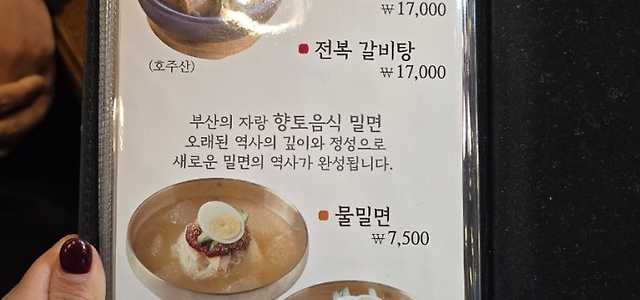 ₩ 17,000
전복 갈비탕
(호주산)
₩ 17,000
부산의 자랑 향토음식 밀면
오래된 역사의 깊이와 정성으로
새로운 밀면의 역사가 완성됩니다.
물밀면
₩ 7,500